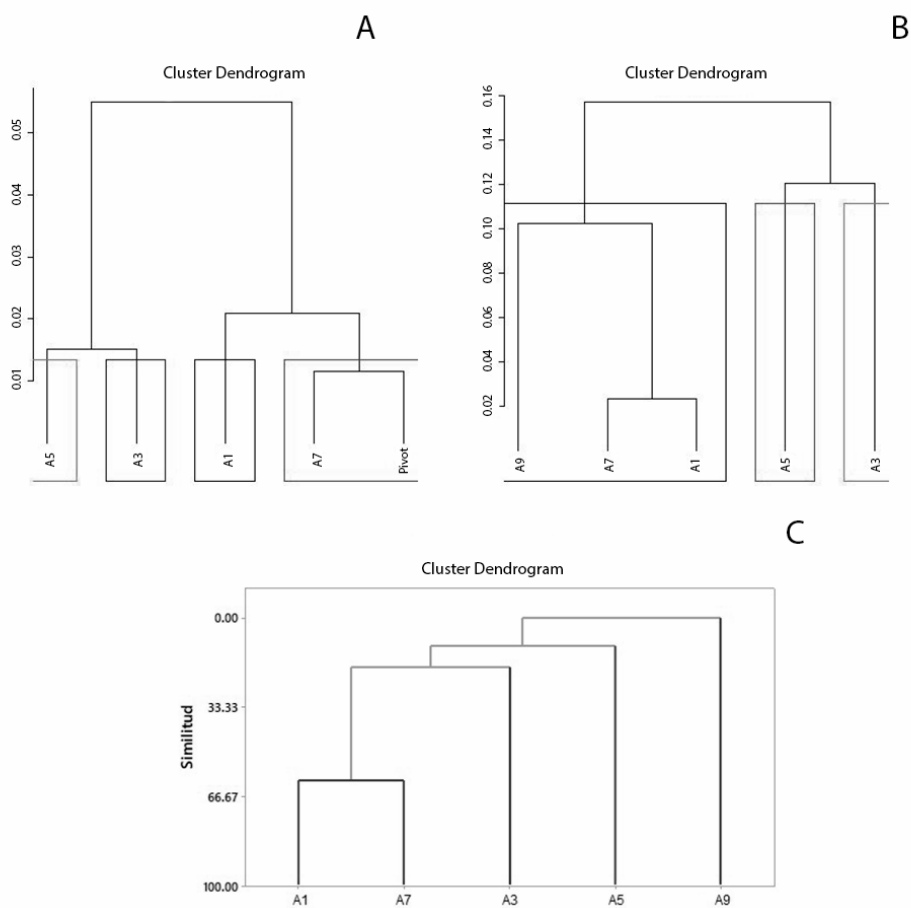 A
Cluster Dendrogram
0.05
0.04
0.03
0.02
0.01
A5
A3
A1
A7
Pivot
B
Cluster Dendrogram
0.16
0.14
0.12
0.10
0.08
0.06
0.04
0.02
A9
A7
A1
A5
A3
C
Cluster Dendrogram
Similitud
0.00
33.33
66.67
100.00
A1 A7 A3 A5 A9